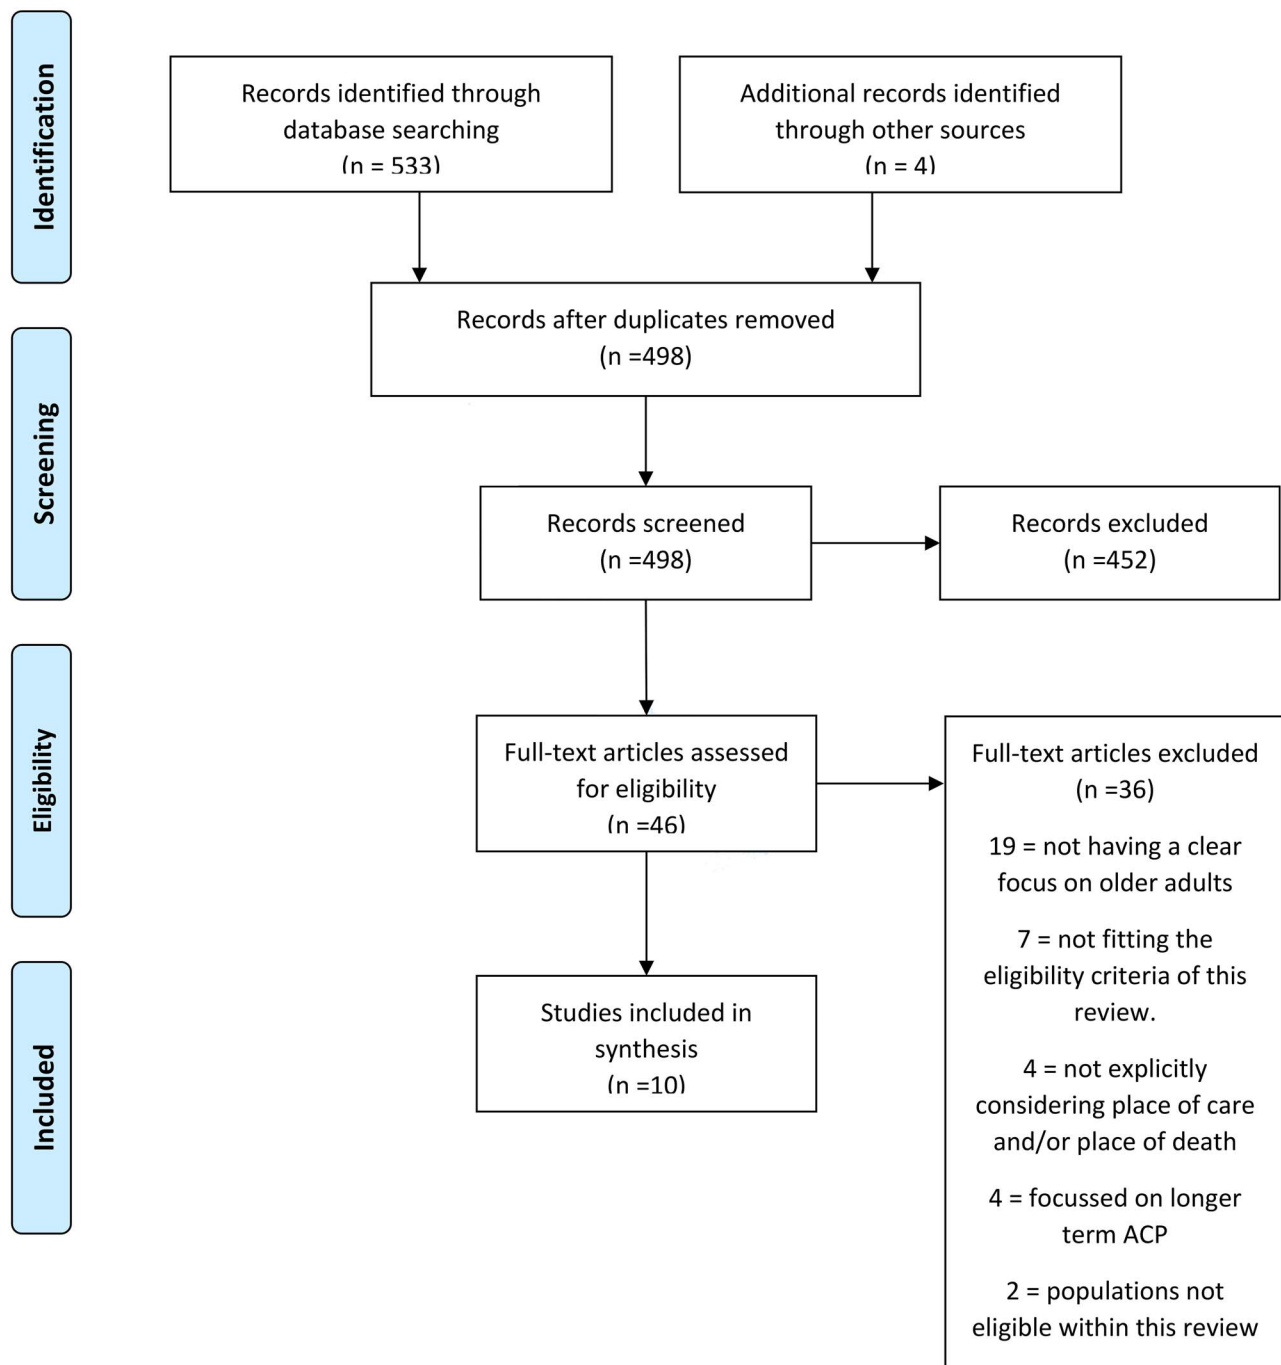 Identification
Records identified through
database searching
(n = 533)
Additional records identified
through other sources
(n = 4)
Records after duplicates removed
(n =498)
Screening
Records screened
(n =498)
Records excluded
(n =452)
Eligibility
Full-text articles assessed
for eligibility
(n =46)
Full-text articles excluded
(n =36)
19 = not having a clear
focus on older adults
7 = not fitting the
eligibility criteria of this
review.
4 = not explicitly
considering place of care
and/or place of death
4 = focussed on longer
term ACP
2 = populations not
eligible within this review
Included
Studies included in
synthesis
(n =10)